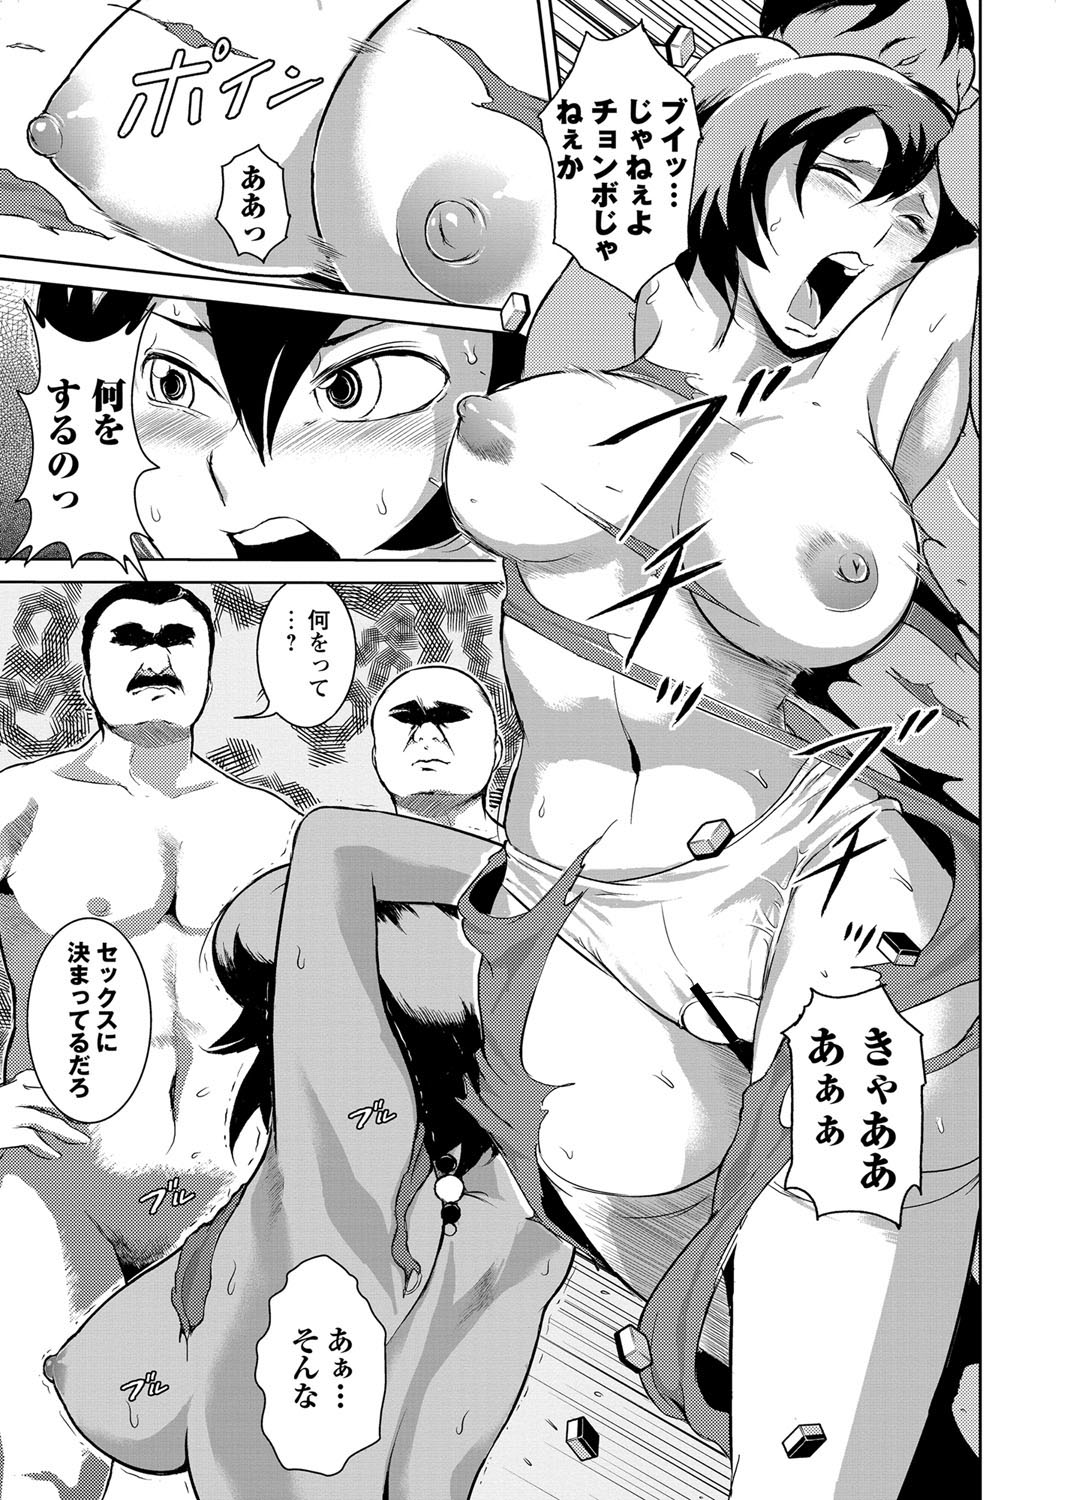 ブイッ…
じゃねぇよ
チョンボじゃ
ねぇか
ポイン
ああっ
何を
するのっ
ブチッ
ブチ
何をって
…?
きゃああ
あぁぁ
セックスに
決まってるだろ
ブル
ブル
ブル
あぁ…
そんな